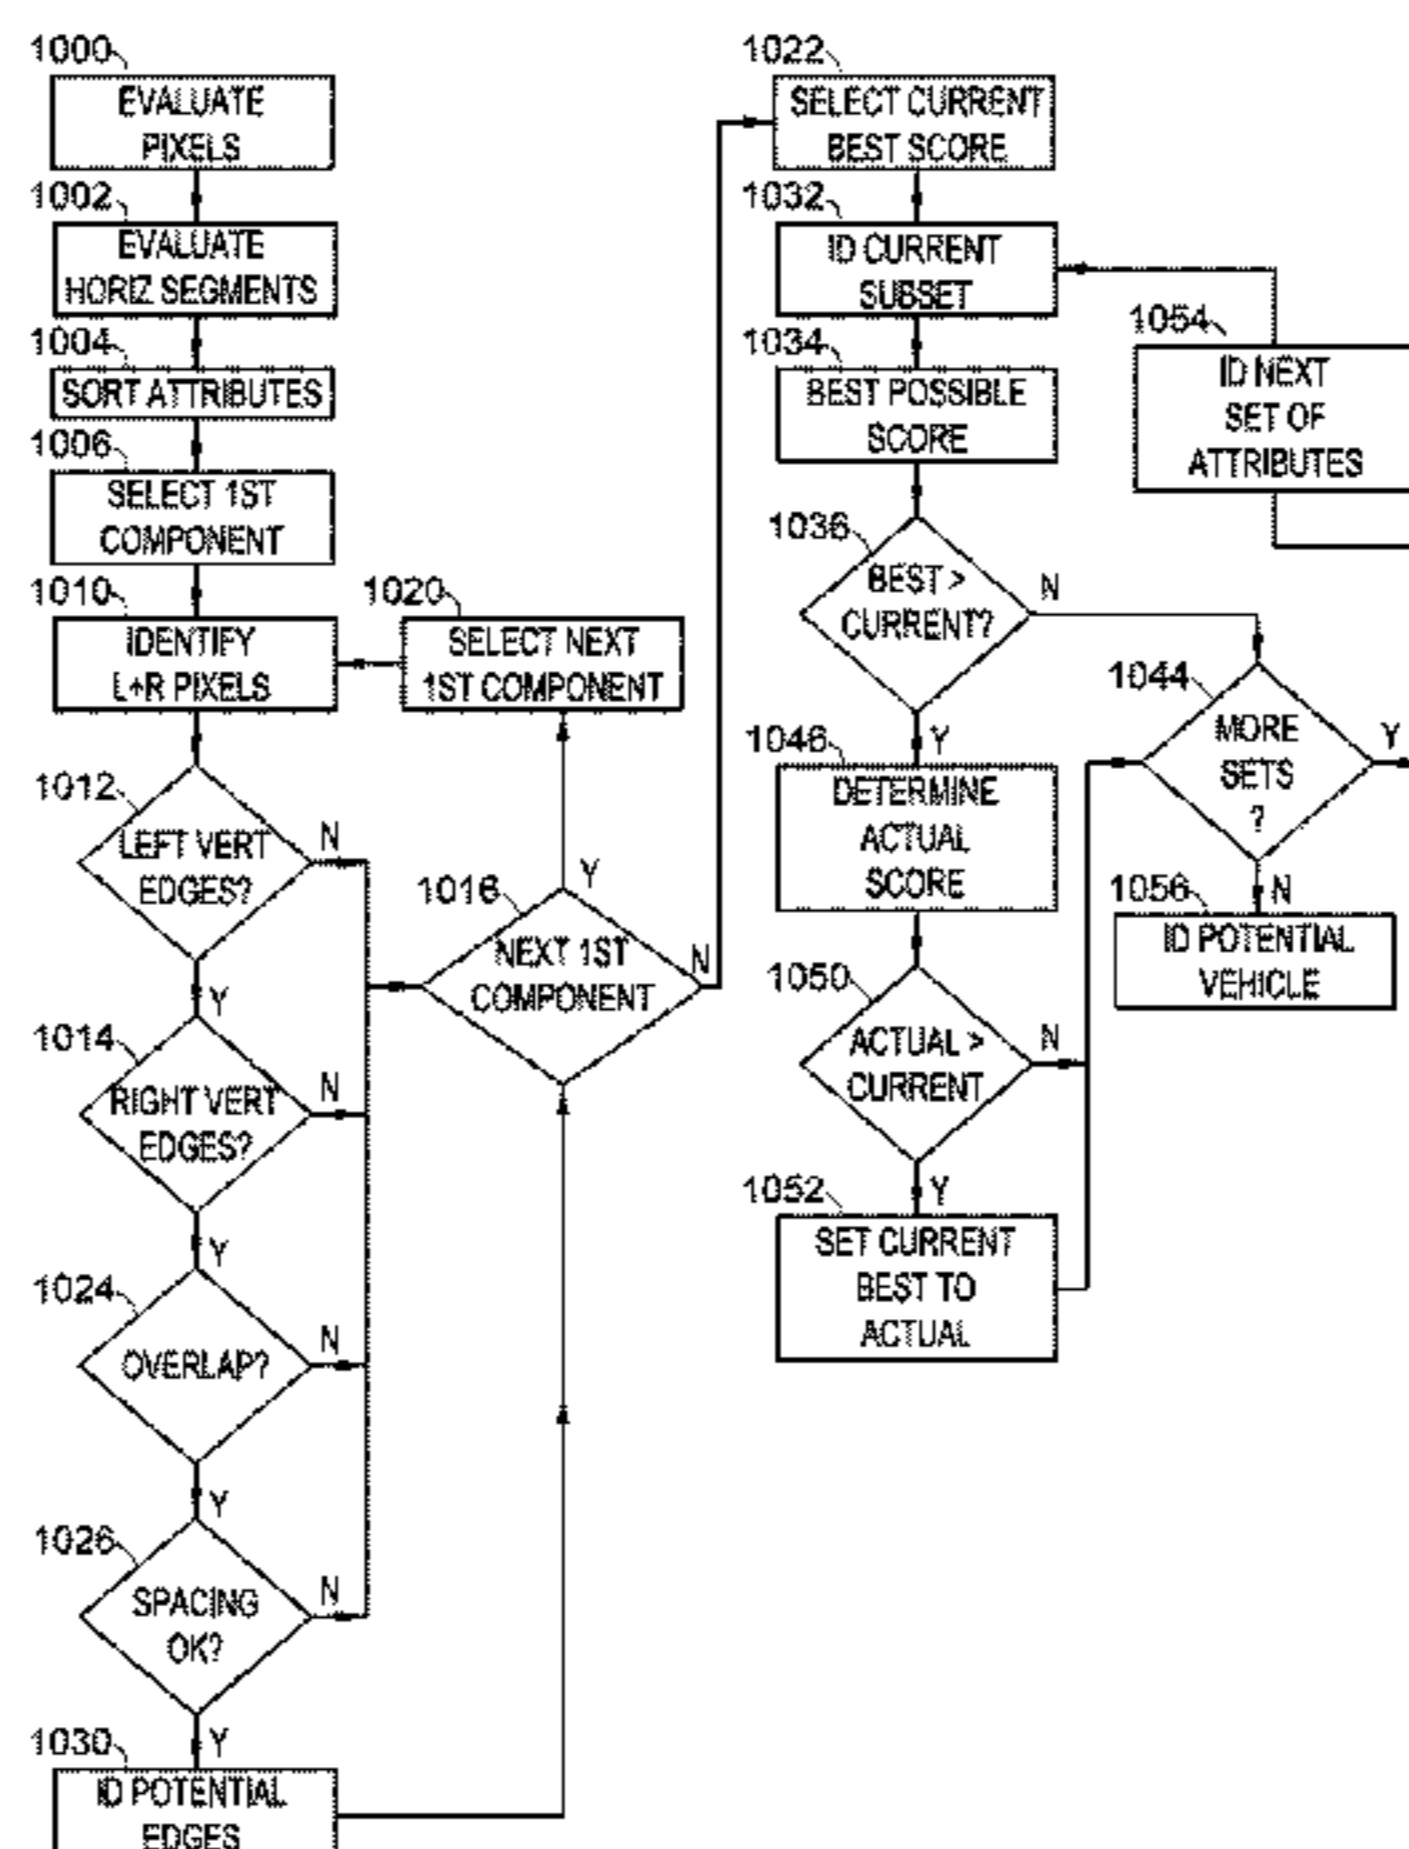 1000
EVALUATE
PIXELS
1002
EVALUATE
HORIZ SEGMENTS
1004
SORT ATTRIBUTES
1006
SELECT 1ST
COMPONENT
1010
IDENTIFY
L+R PIXELS
1020
SELECT NEXT
1ST COMPONENT
1012
LEFT VERT
EDGES?
N
Y
1014
RIGHT VERT
EDGES?
N
Y
1024
OVERLAP?
N
Y
1026
SPACING
OK?
N
Y
1030
ID POTENTIAL
EDGES
1016
NEXT 1ST
COMPONENT
Y
N
1022
SELECT CURRENT
BEST SCORE
1032
ID CURRENT
SUBSET
1034
BEST POSSIBLE
SCORE
1036
BEST >
CURRENT?
N
Y
1046
DETERMINE
ACTUAL
SCORE
1050
ACTUAL >
CURRENT
N
Y
1052
SET CURRENT
BEST TO
ACTUAL
1054
ID NEXT
SET OF
ATTRIBUTES
1044
MORE
SETS
?
Y
N
1056
ID POTENTIAL
VEHICLE